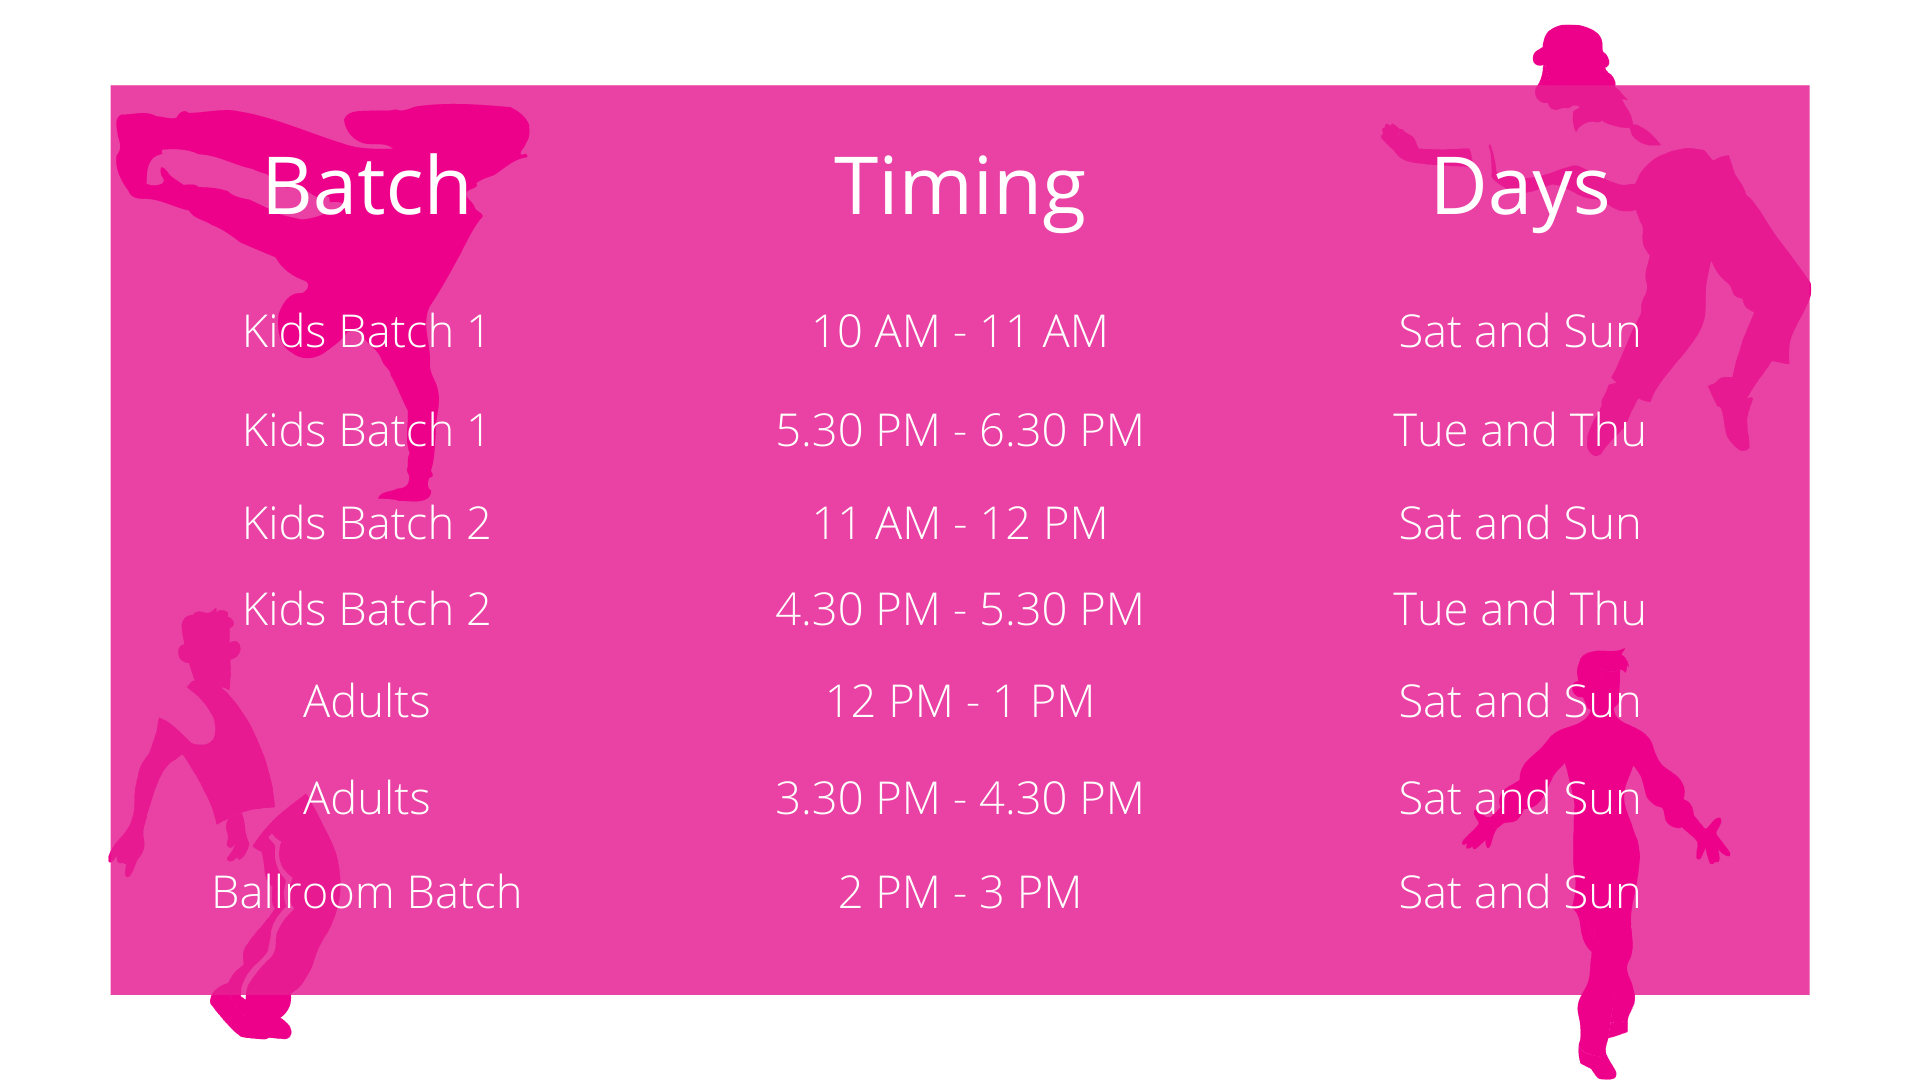 Batch Timing Days
Kids Batch 1 10 AM - 11 AM Sat and Sun
Kids Batch 1 5.30 PM - 6.30 PM Tue and Thu
Kids Batch 2 11 AM - 12 PM Sat and Sun
Kids Batch 2 4.30 PM - 5.30 PM Tue and Thu
Adults 12 PM - 1 PM Sat and Sun
Adults 3.30 PM - 4.30 PM Sat and Sun
Ballroom Batch 2 PM - 3 PM Sat and Sun